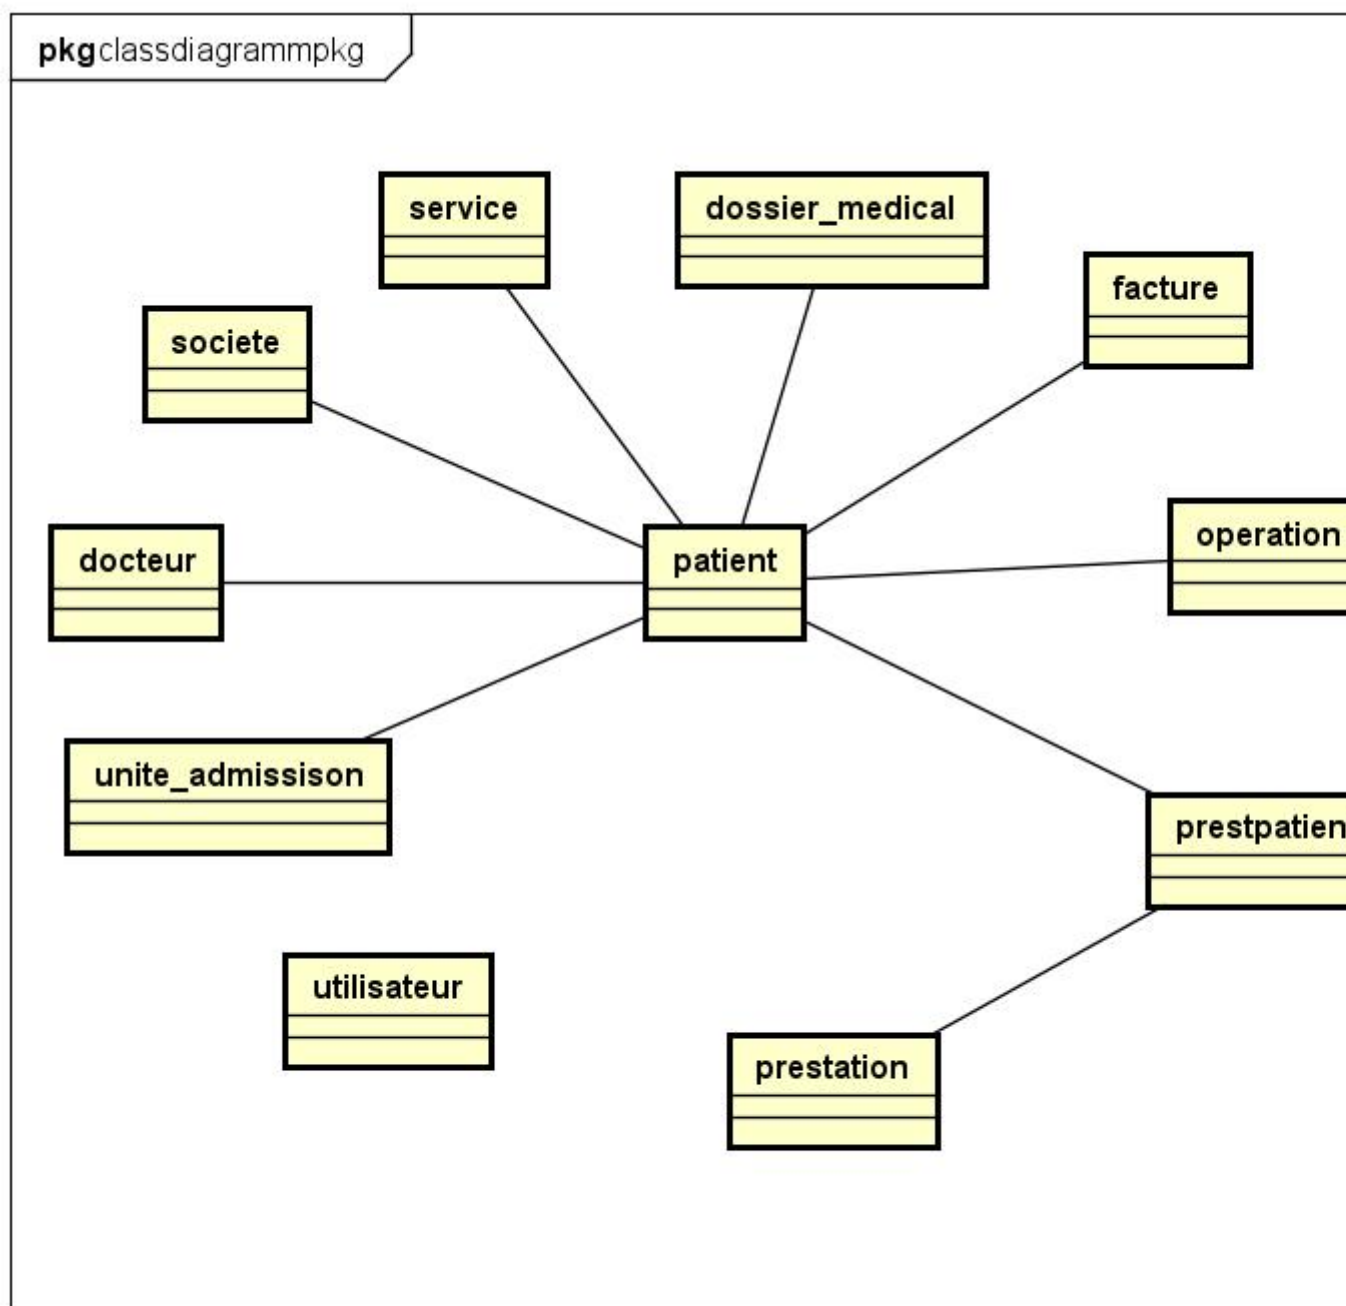 pkgclassdiagrammpkg
service
dossier_medical
facture
societe
operation
docteur
patient
unite_admissison
prestpatien
utilisateur
prestation